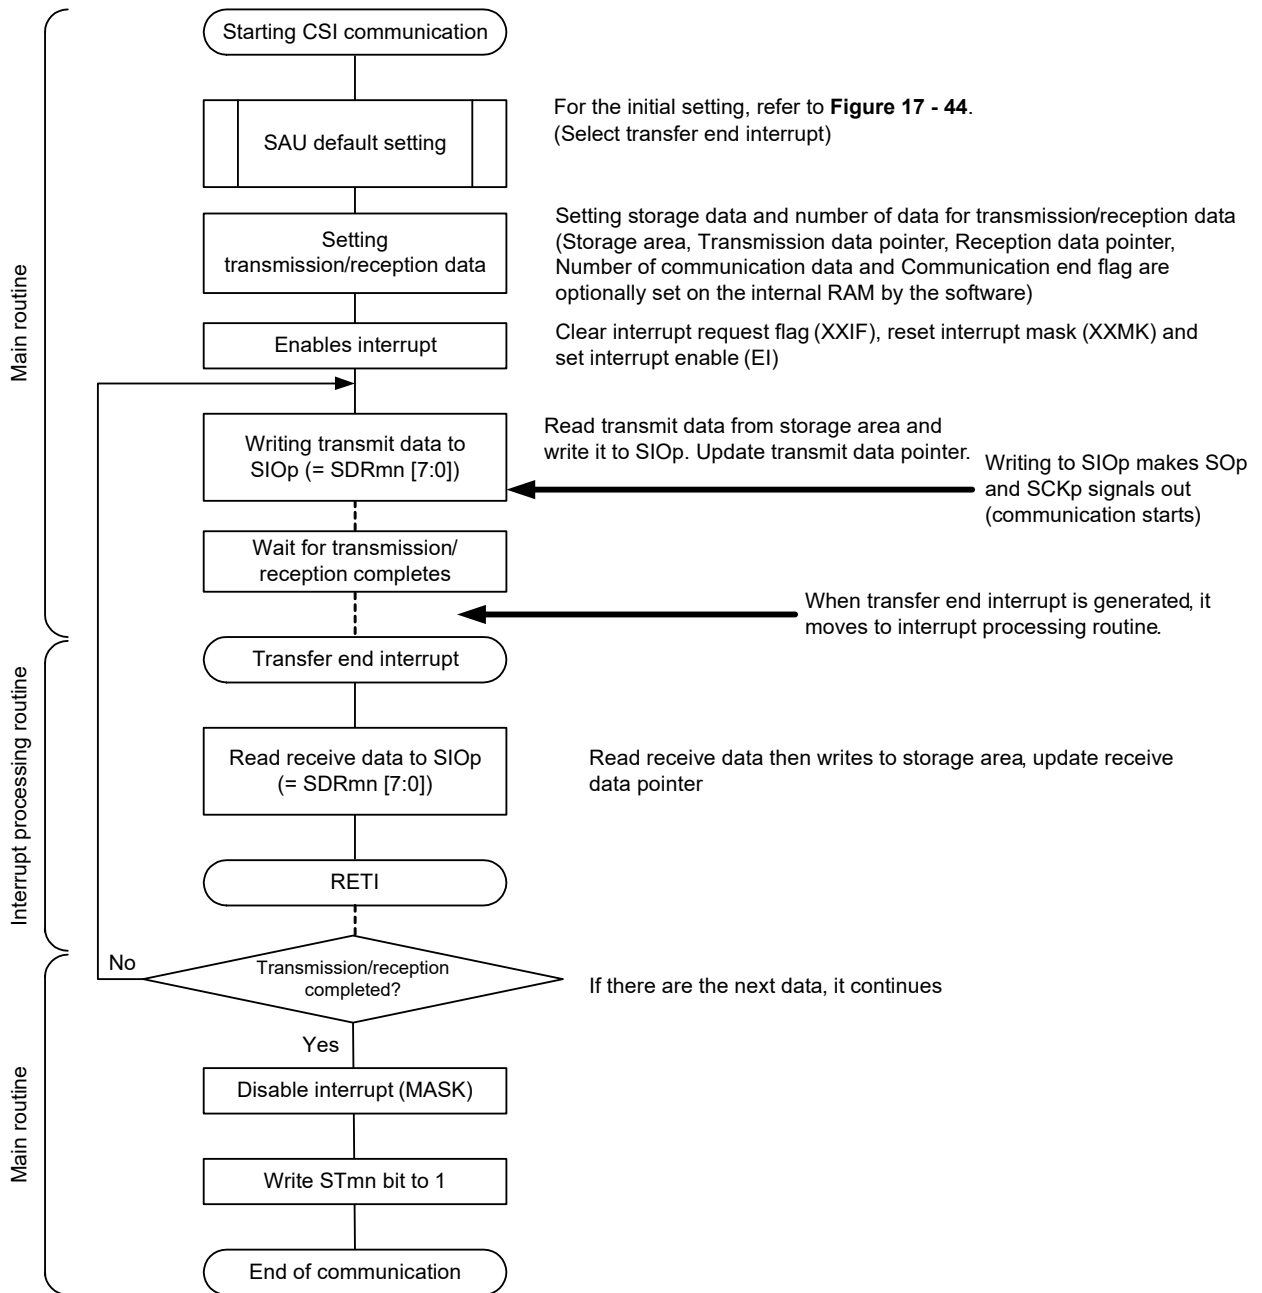 Starting CSI communication
For the initial setting, refer to Figure 17 - 44.
(Select transfer end interrupt)
SAU default setting
Setting storage data and number of data for transmission/reception data
(Storage area, Transmission data pointer, Reception data pointer,
Number of communication data and Communication end flag are
optionally set on the internal RAM by the software)
Setting
transmission/reception data
Main routine
Enables interrupt
Clear interrupt request flag (XXIF), reset interrupt mask (XXMK) and
set interrupt enable (EI)
Writing transmit data to
SIOp (= SDRmn [7:0])
Read transmit data from storage area and
write it to SIOp. Update transmit data pointer.
Writing to SIOp makes SOp
and SCKp signals out
(communication starts)
Wait for transmission/
reception completes
When transfer end interrupt is generated, it
moves to interrupt processing routine.
Transfer end interrupt
Interrupt processing routine
Read receive data to SIOp
(= SDRmn [7:0])
Read receive data then writes to storage area, update receive
data pointer
RETI
No
Transmission/reception
completed?
If there are the next data, it continues
Yes
Main routine
Disable interrupt (MASK)
Write STmn bit to 1
End of communication